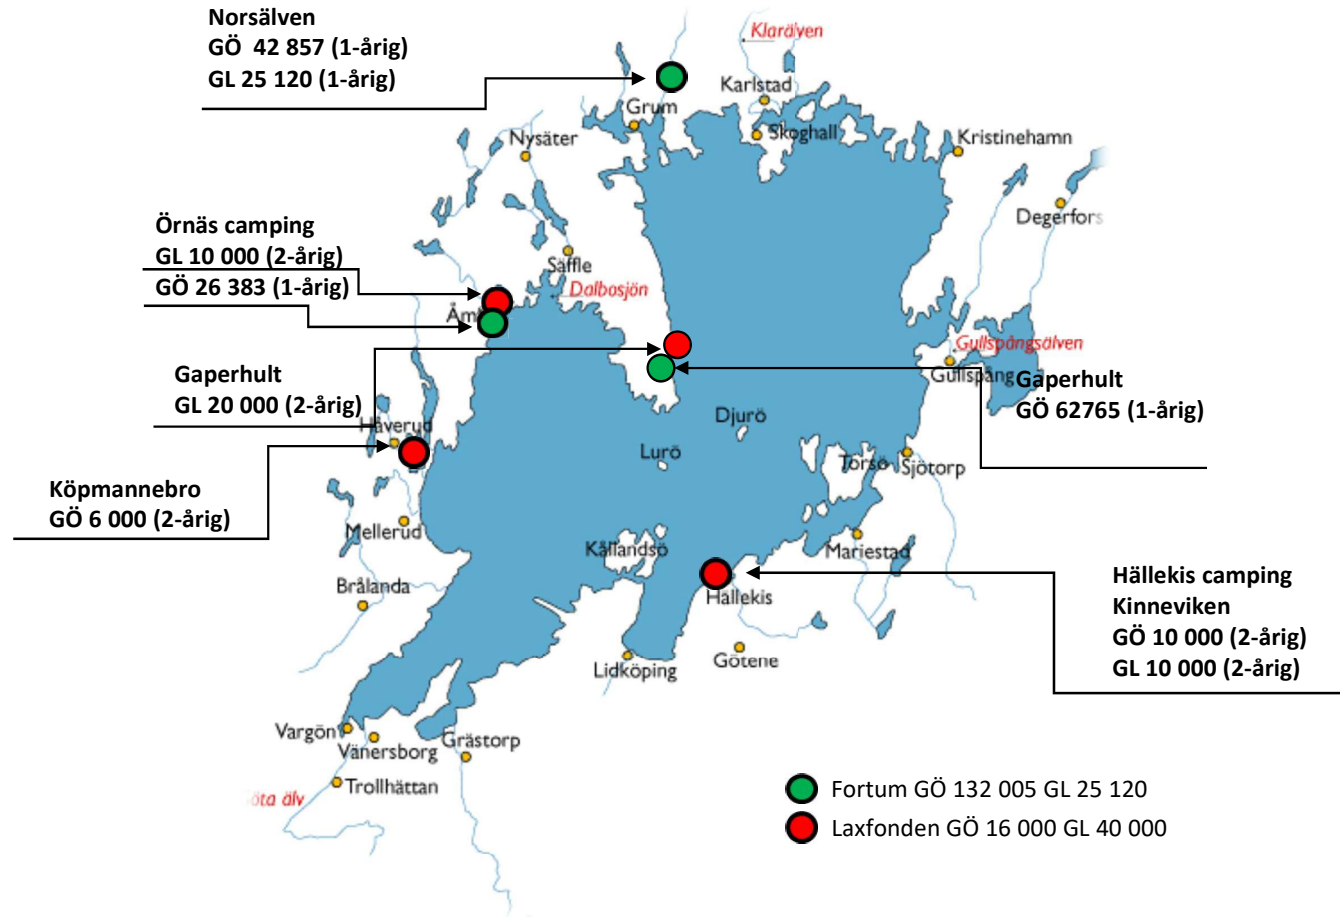 Norsälven
GÖ 42 857 (1-årig)
GL 25 120 (1-årig)
Klarälven
Karlstad
Grum
Skoghall
Nysäter
Kristinehamn
Degerfors
Örnäs camping
GL 10 000 (2-årig)
GÖ 26 383 (1-årig)
Säffle
Dalbosjön
Åm
Gullspångsälven
Gullspång
Gaperhult
GL 20 000 (2-årig)
Gaperhult
GÖ 62765 (1-årig)
Djurö
Håverud
Lurö
Torsö
Sjötorp
Köpmannebro
GÖ 6 000 (2-årig)
Mellerud
Kållandsö
Mariestad
Brålanda
Hällekis
Hällekis camping
Kinneviken
GÖ 10 000 (2-årig)
GL 10 000 (2-årig)
Lidköping
Götene
Vargön
Vänersborg
Grästorp
Trollhättan
öta älv
Fortum GÖ 132 005 GL 25 120
Laxfonden GÖ 16 000 GL 40 000